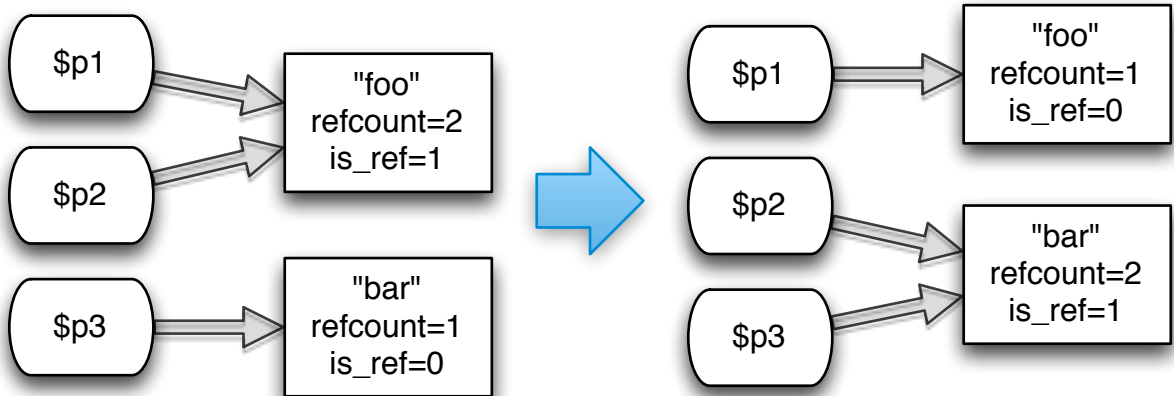 $p1
"foo"
refcount=2
is_ref=1
$p2
$p3
"bar"
refcount=1
is_ref=0
$p1
"foo"
refcount=1
is_ref=0
$p2
"bar"
refcount=2
is_ref=1
$p3